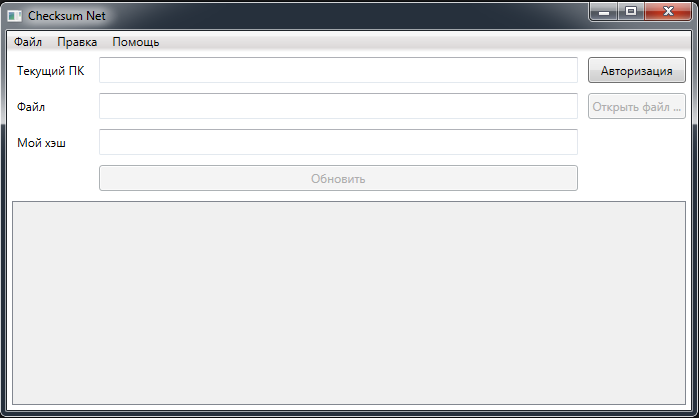 Checksum Net
Файл Правка Помощь
Текущий ПК Авторизация
Файл Открыть файл ...
Мой хэш
Обновить